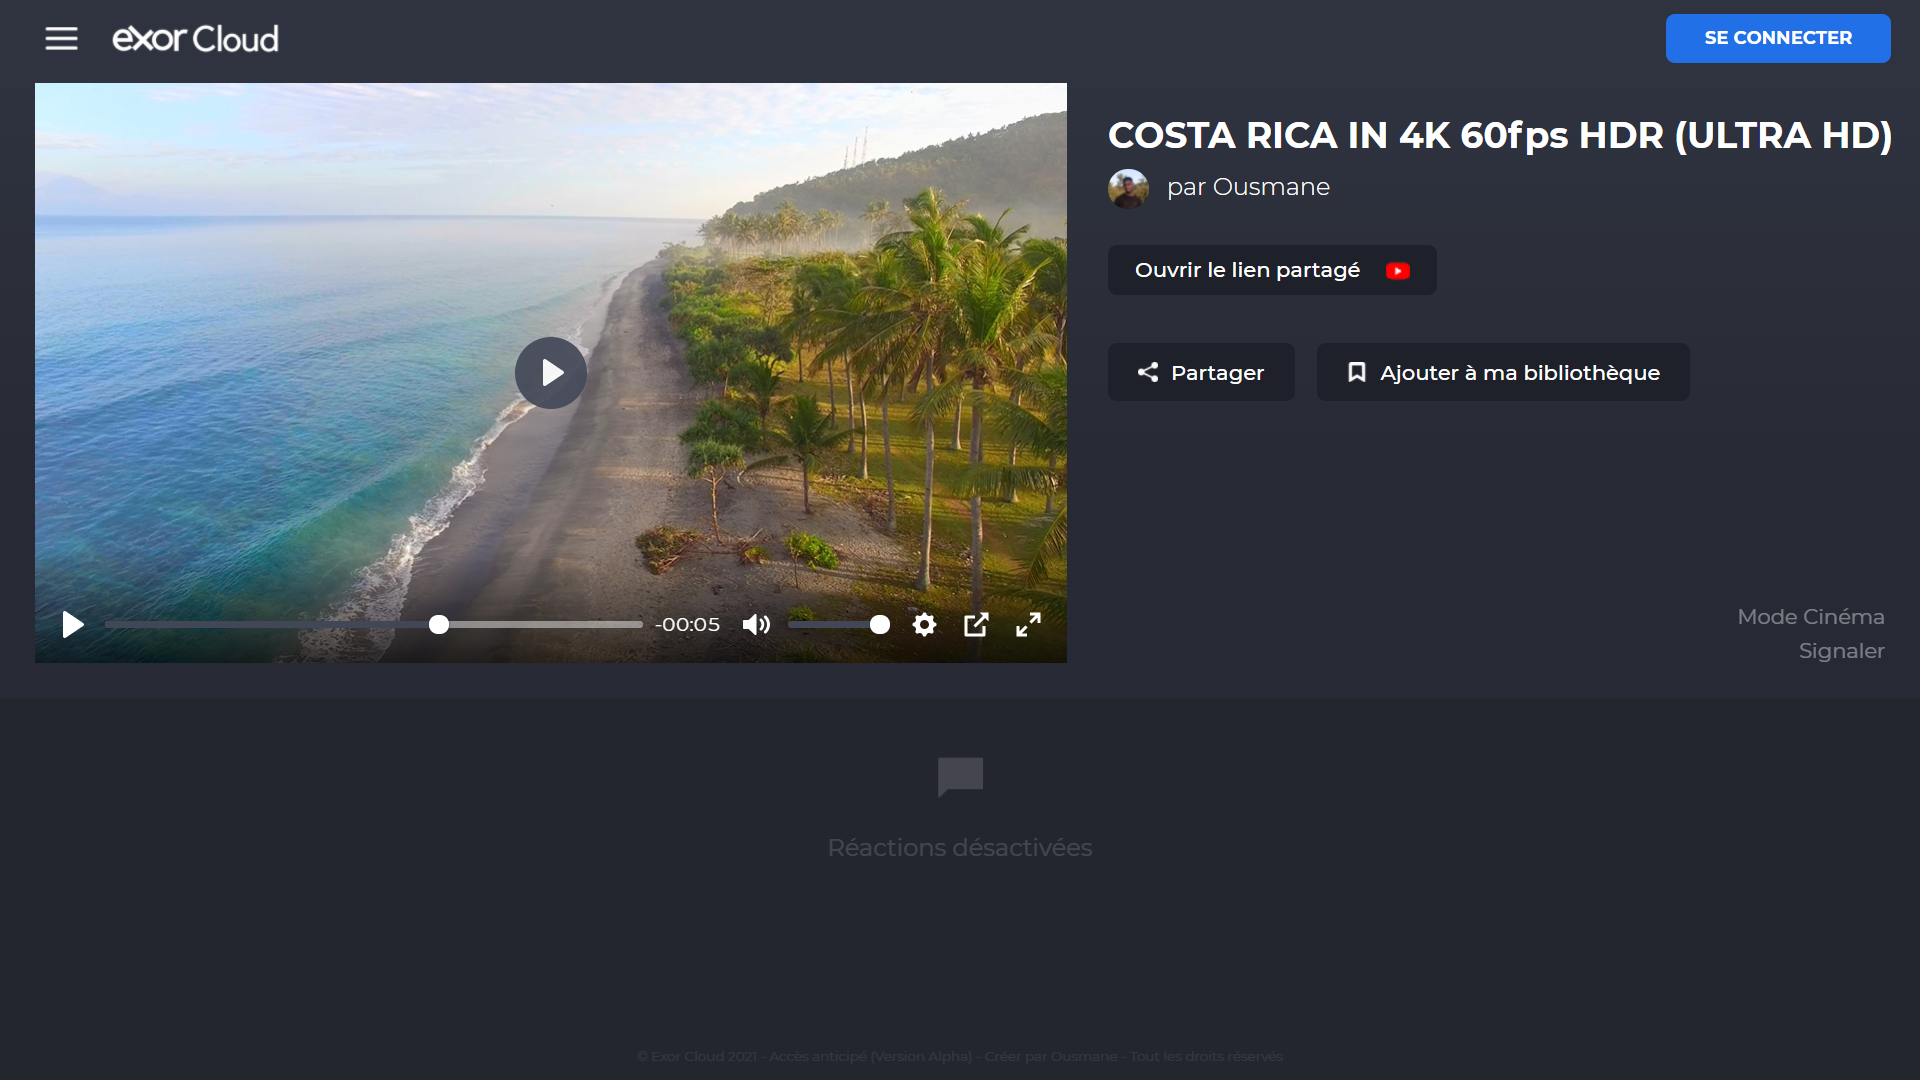 exor Cloud
SE CONNECTER
COSTA RICA IN 4K 60fps HDR (ULTRA HD)
par Ousmane
Ouvrir le lien partagé
Partager
Ajouter à ma bibliothèque
-00:05
Mode Cinéma
Signaler
Réactions désactivées
© Exor Cloud 2021 - Accès anticipé (Version Alpha) - Créer par Ousmane - Tout les droits réservés